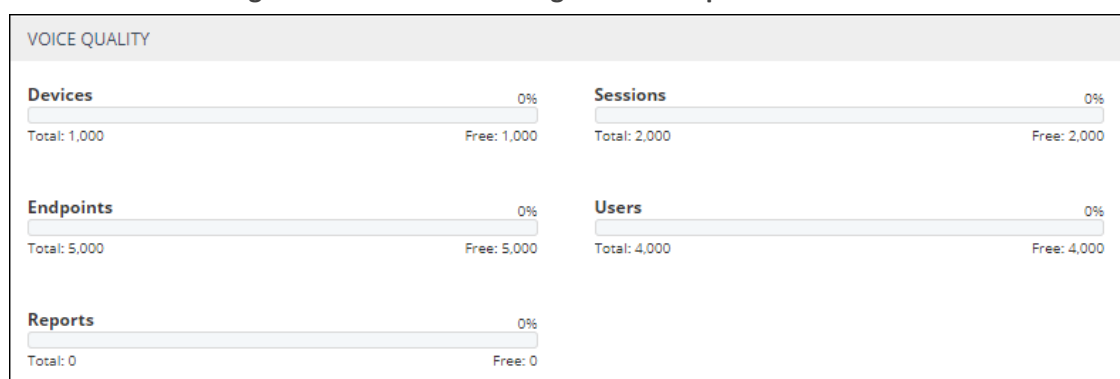 VOICE QUALITY
Devices 0% Sessions 0%
Total: 1,000 Free: 1,000 Total: 2,000 Free: 2,000
Endpoints 0% Users 0%
Total: 5,000 Free: 5,000 Total: 4,000 Free: 4,000
Reports 0%
Total: 0 Free: 0